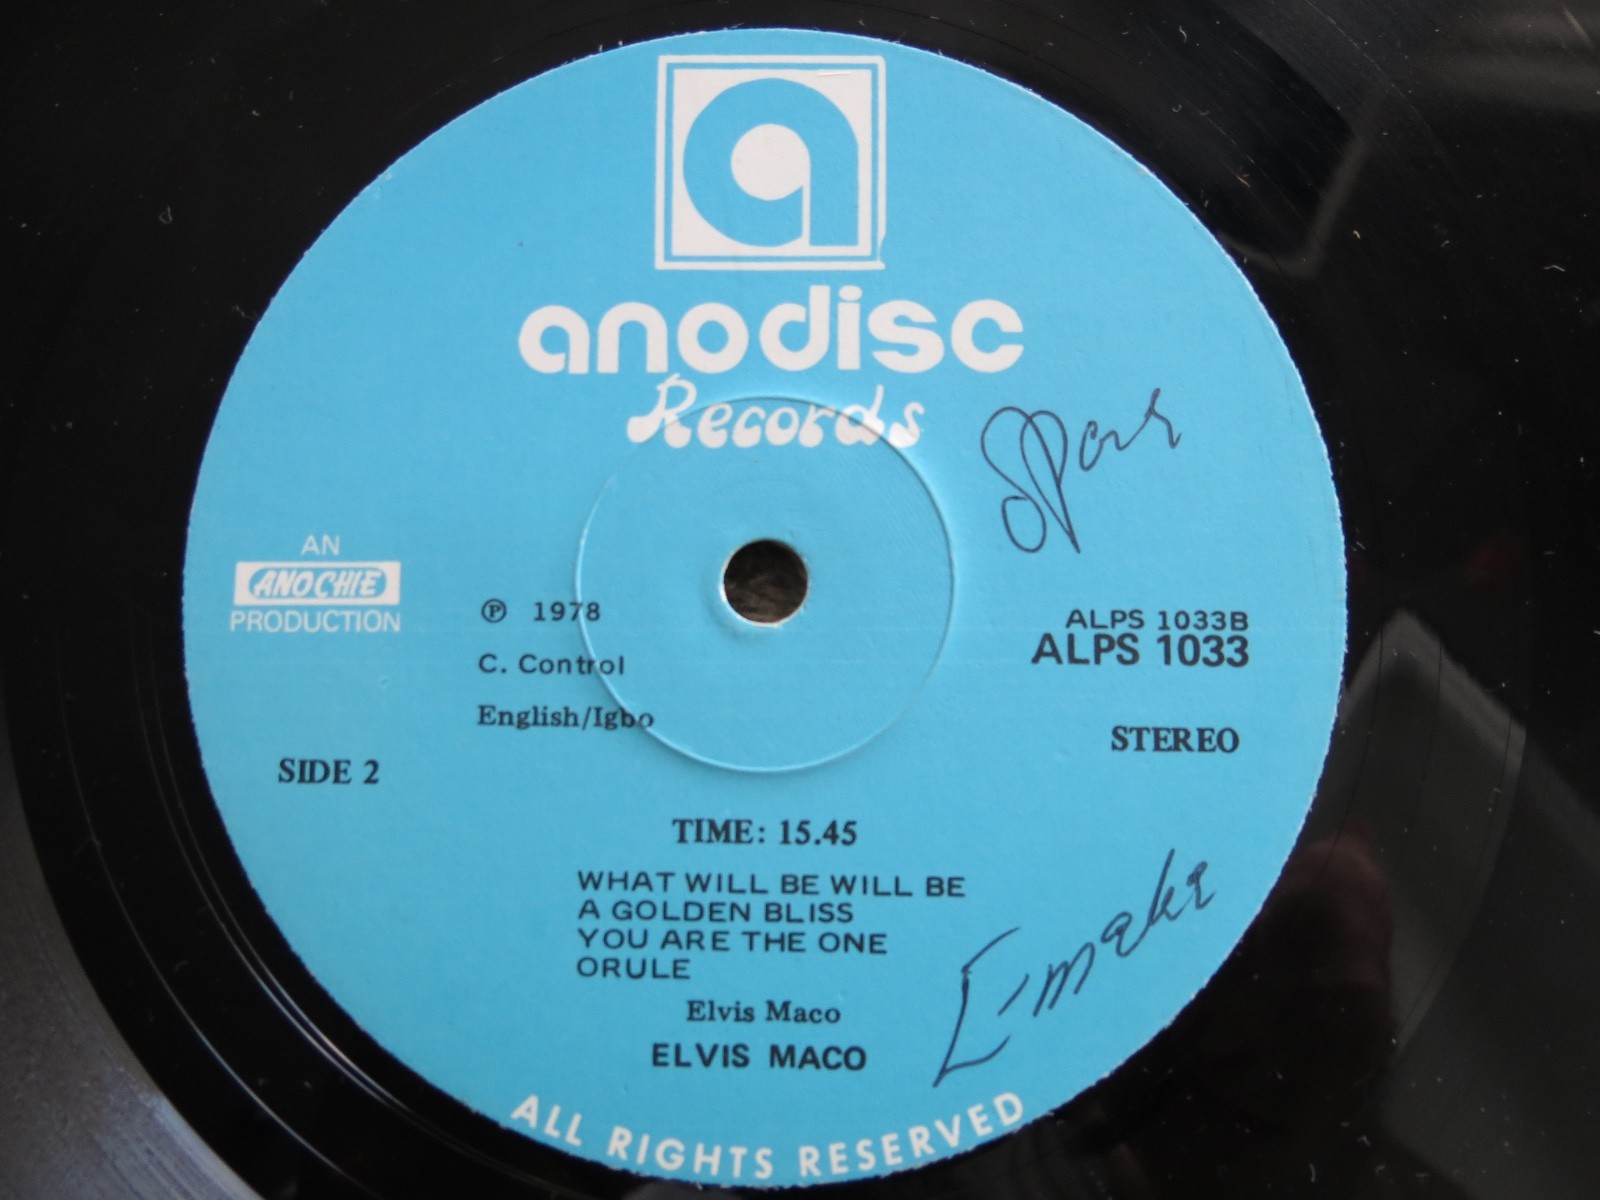 a
anodisc
Records
AN
ANOCHIE
PRODUCTION
℗ 1978
C. Control
English/Igbo
SIDE 2
ALPS 1033B
ALPS 1033
STEREO
TIME: 15.45
WHAT WILL BE WILL BE
A GOLDEN BLISS
YOU ARE THE ONE
ORULE
Elvis Maco
ELVIS MACO
ALL RIGHTS RESERVED